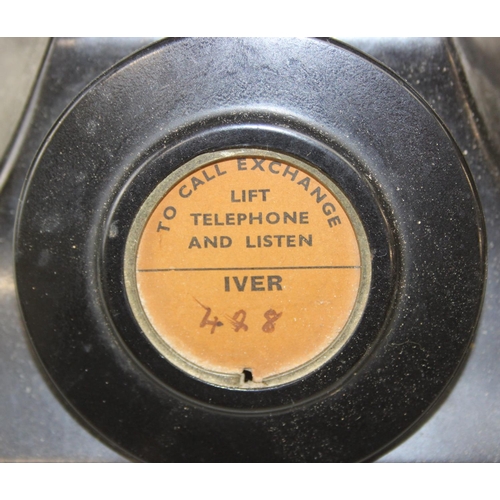 TO CALL EXCHANGE
LIFT
TELEPHONE
AND LISTEN
IVER
428